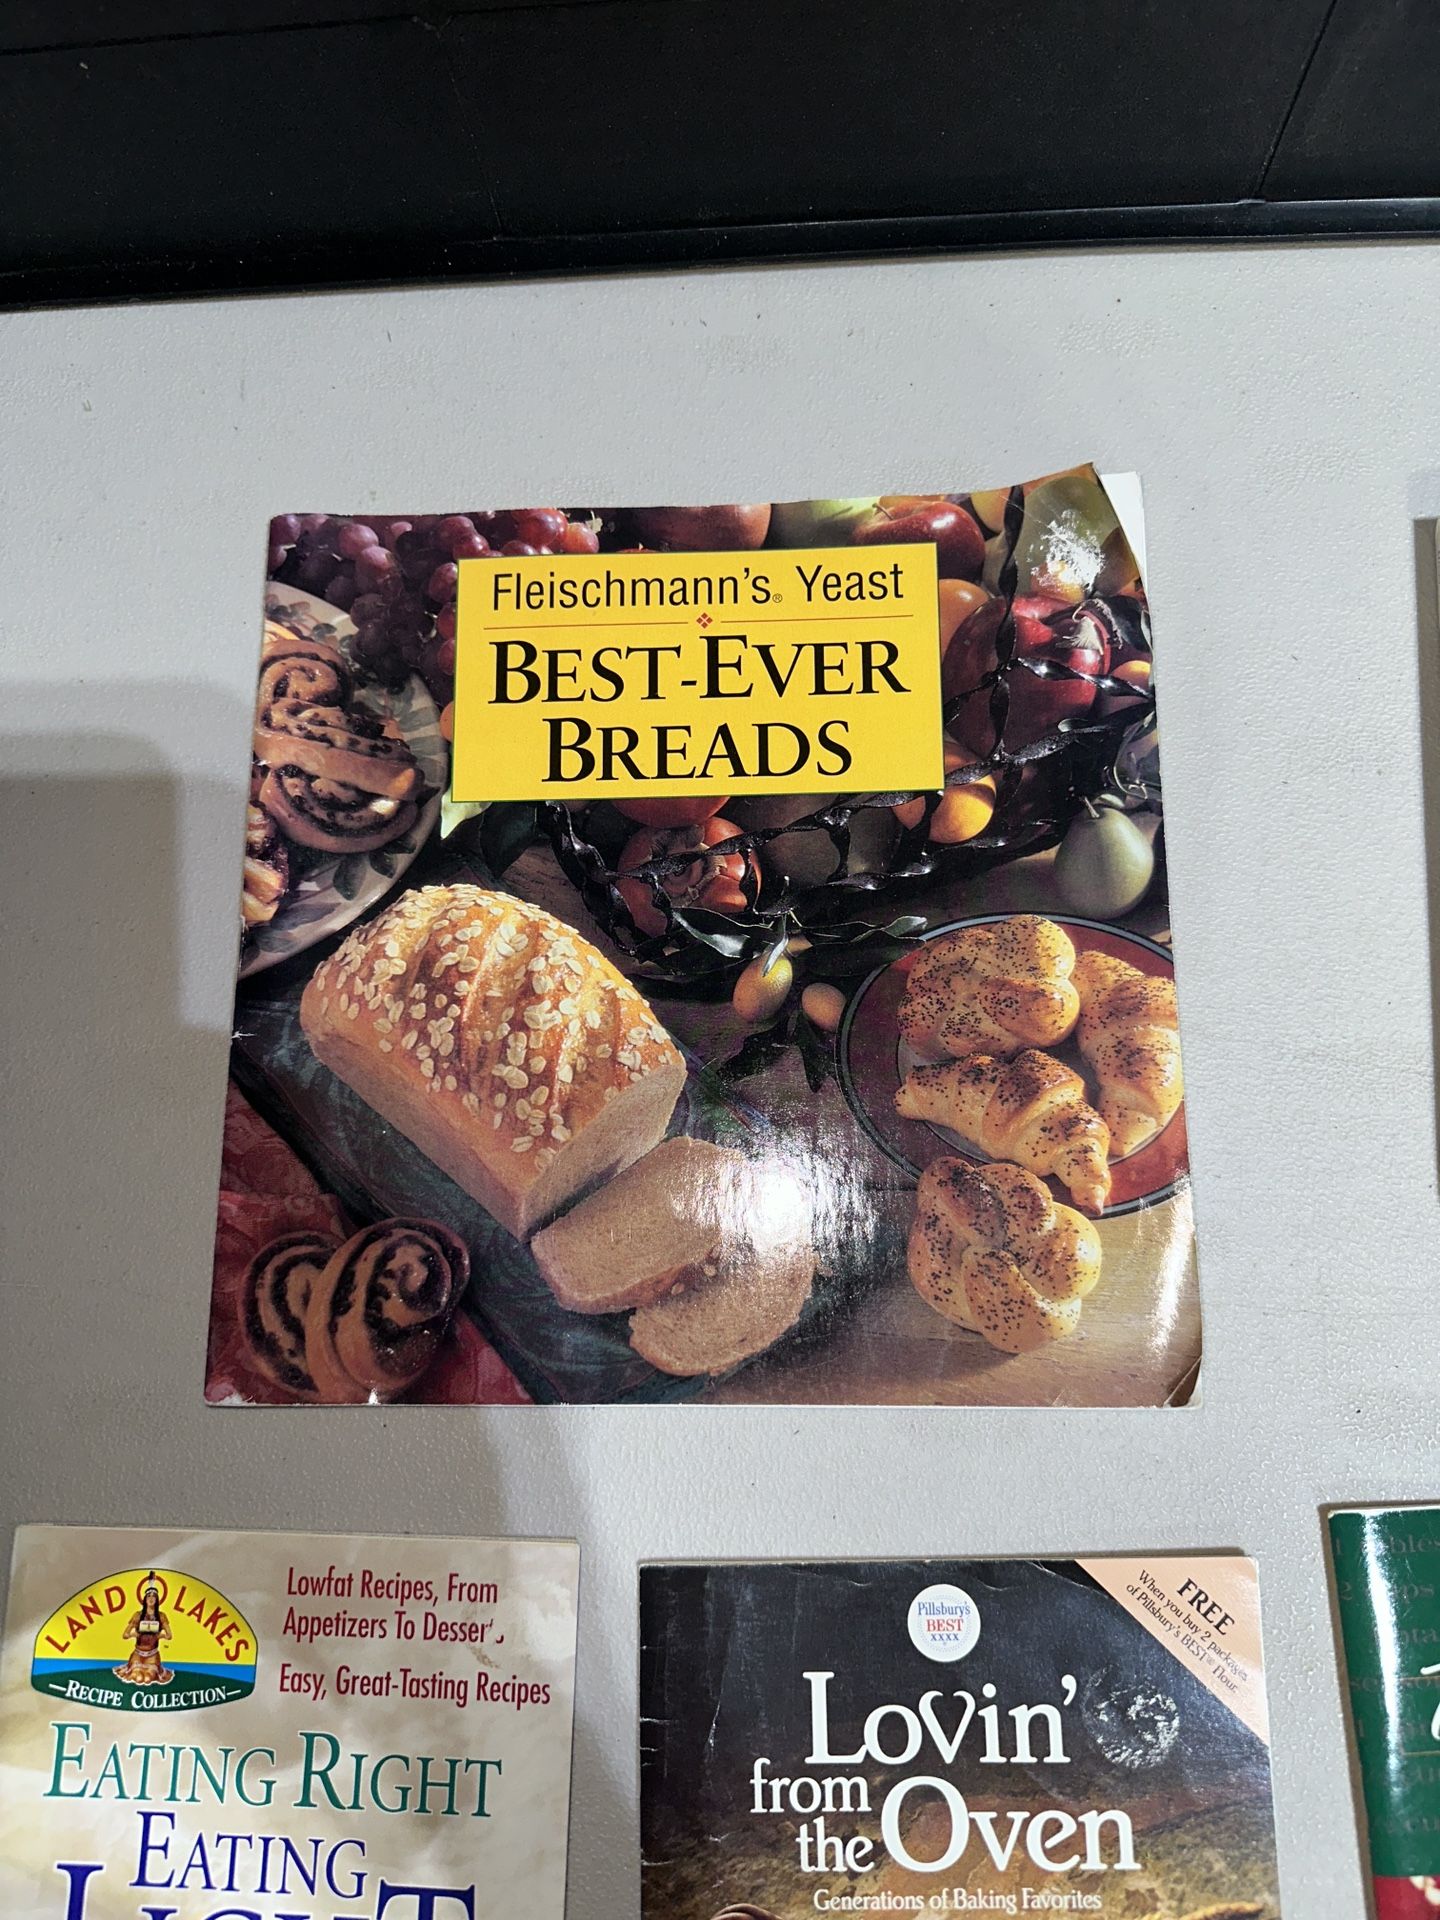 Fleischmann's® Yeast
BEST-EVER
BREADS
LAND O LAKES
RECIPE COLLECTION
Lowfat Recipes, From
Appetizers To Desserts
Easy, Great-Tasting Recipes
EATING RIGHT
EATING
LIGHT
Pillsbury's
BEST
XXXX
FREE
When you buy 2 packages
of Pillsbury's BEST® Flour.
Lovin'
from
the Oven
Generations of Baking Favorites